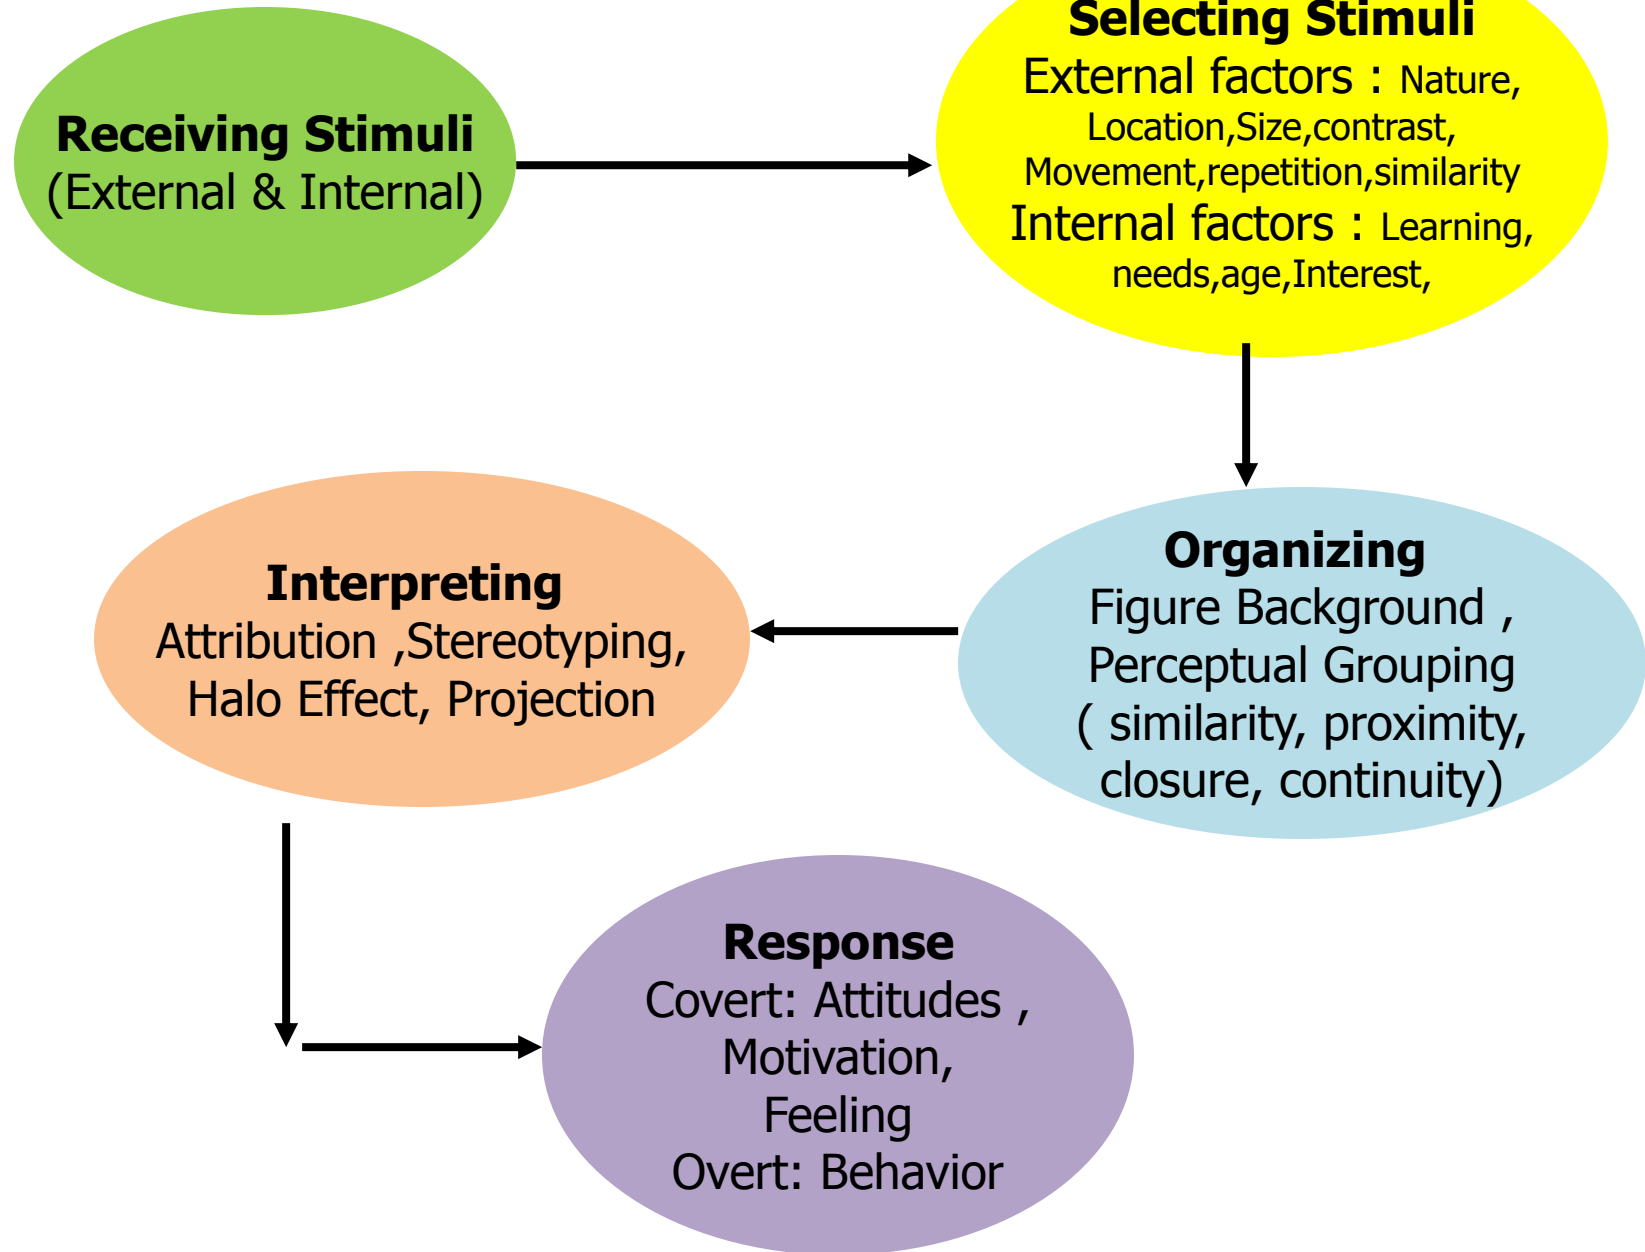 Receiving Stimuli
(External & Internal)
Selecting Stimuli
External factors : Nature,
Location,Size,contrast,
Movement,repetition,similarity
Internal factors : Learning,
needs,age,Interest,
Organizing
Figure Background ,
Perceptual Grouping
( similarity, proximity,
closure, continuity)
Interpreting
Attribution ,Stereotyping,
Halo Effect, Projection
Response
Covert: Attitudes ,
Motivation,
Feeling
Overt: Behavior